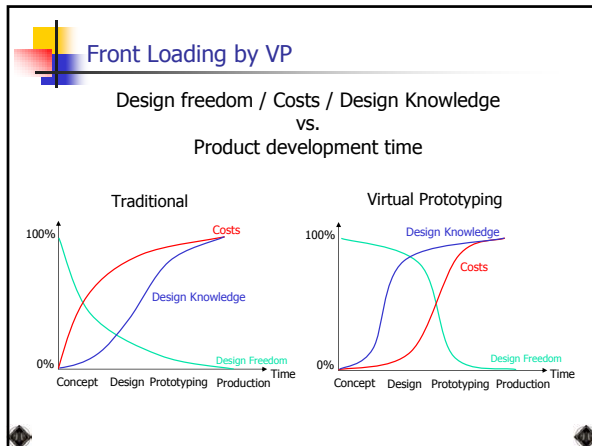 Front Loading by VP
Design freedom / Costs / Design Knowledge
vs.
Product development time
Traditional
100%
Costs
Design Knowledge
Design Freedom
0%
Time
Concept Design Prototyping Production
Virtual Prototyping
100%
Design Knowledge
Costs
Design Freedom
0%
Time
Concept Design Prototyping Production